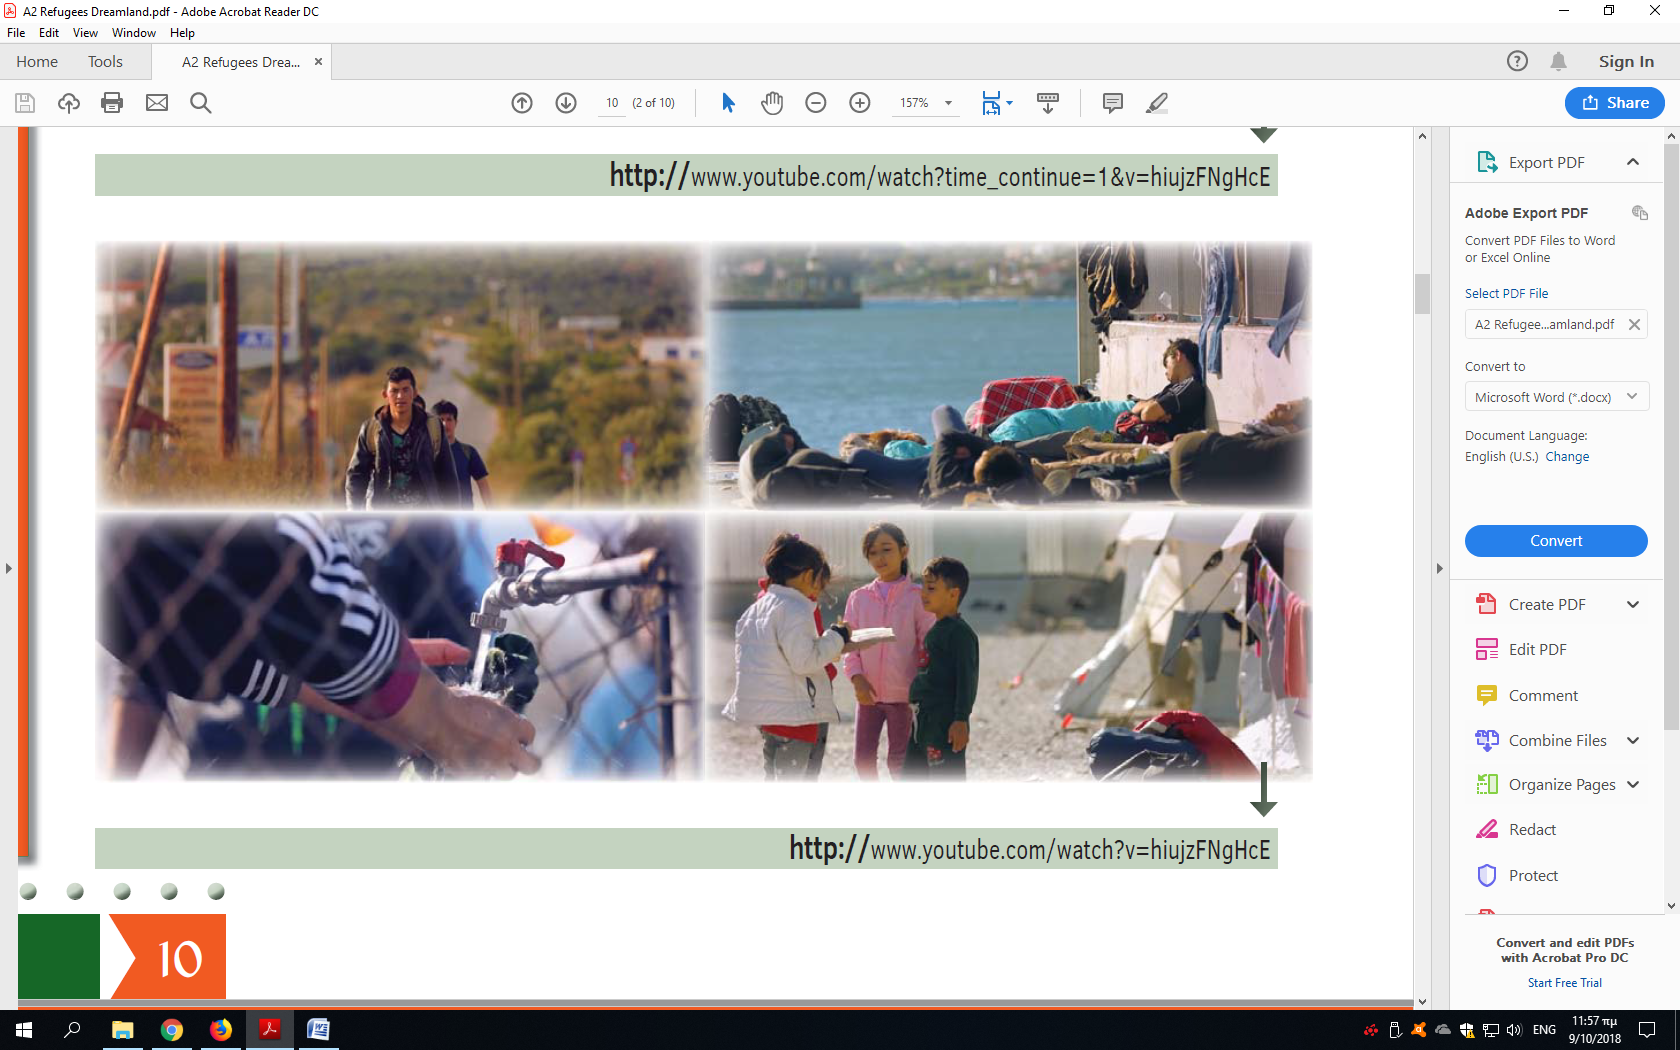 A2 Refugees Dreamland.pdf - Adobe Acrobat Reader DC
File Edit View Window Help
Home Tools A2 Refugees Drea... Sign In
10 (2 of 10) 157% Share
http://www.youtube.com/watch?time_continue=1&v=hiujzFNgHcE
http://www.youtube.com/watch?v=hiujzFNgHcE
10
Export PDF
Adobe Export PDF
Convert PDF Files to Word
or Excel Online
Select PDF File
A2 Refugee...amland.pdf
Convert to
Microsoft Word (*.docx)
Document Language:
English (U.S.) Change
Convert
Create PDF
Edit PDF
Comment
Combine Files
Organize Pages
Redact
Protect
Convert and edit PDFs
with Acrobat Pro DC
Start Free Trial
ENG
11:57 πμ
9/10/2018